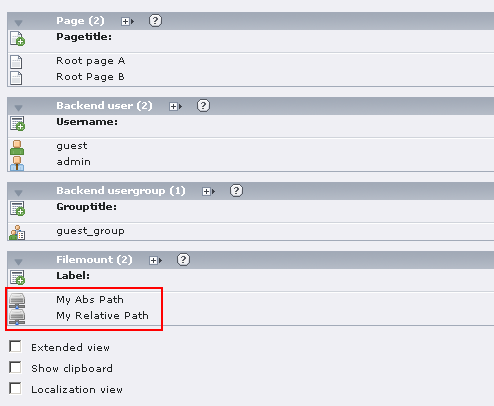 Page (2) ?
Pagetitle:
Root page A
Root Page B
Backend user (2) ?
Username:
guest
admin
Backend usergroup (1) ?
Grouptitle:
guest_group
Filemount (2) ?
Label:
My Abs Path
My Relative Path
Extended view
Show clipboard
Localization view